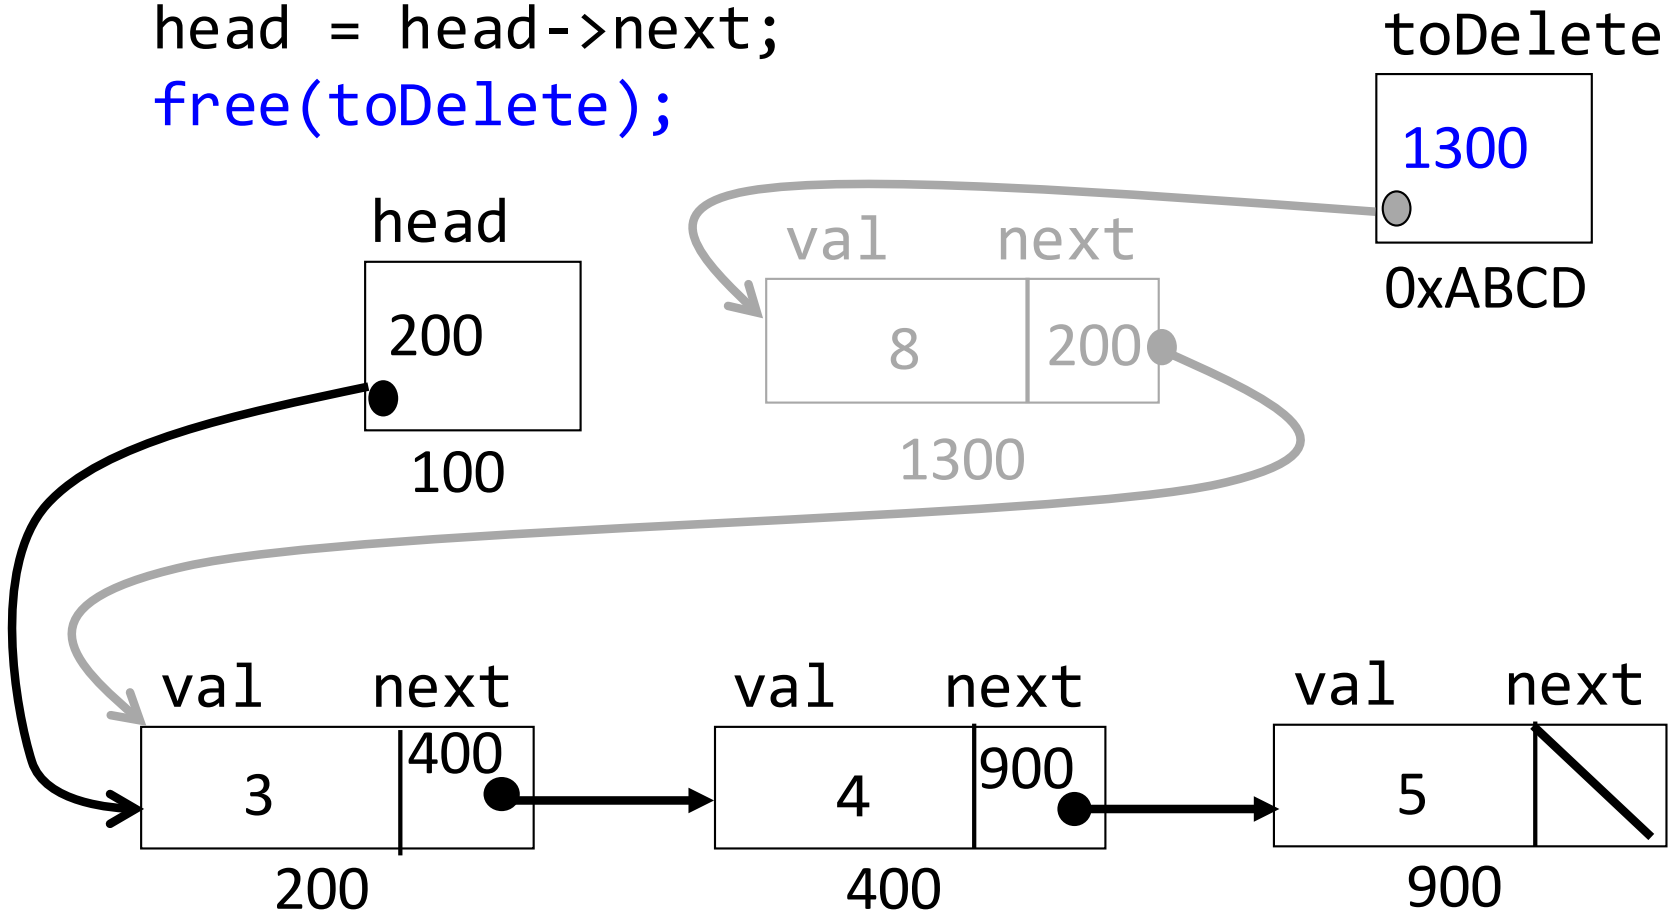 head = head->next;
free(toDelete);
toDelete
1300
0xABCD
head
200
100
val next
8 200
1300
val next
3 400
200
val next
4 900
400
val next
5
900